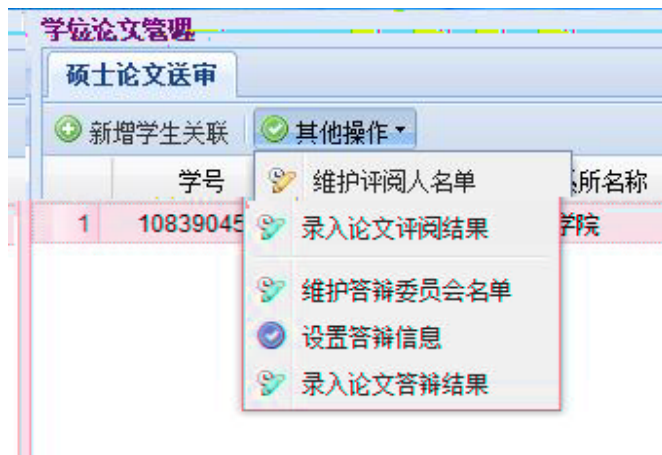 学位论文管理
硕士论文送审
新增学生关联 其他操作
学号 所名称
1 10839045 学院
维护评阅人名单
录入论文评阅结果
维护答辩委员会名单
设置答辩信息
录入论文答辩结果